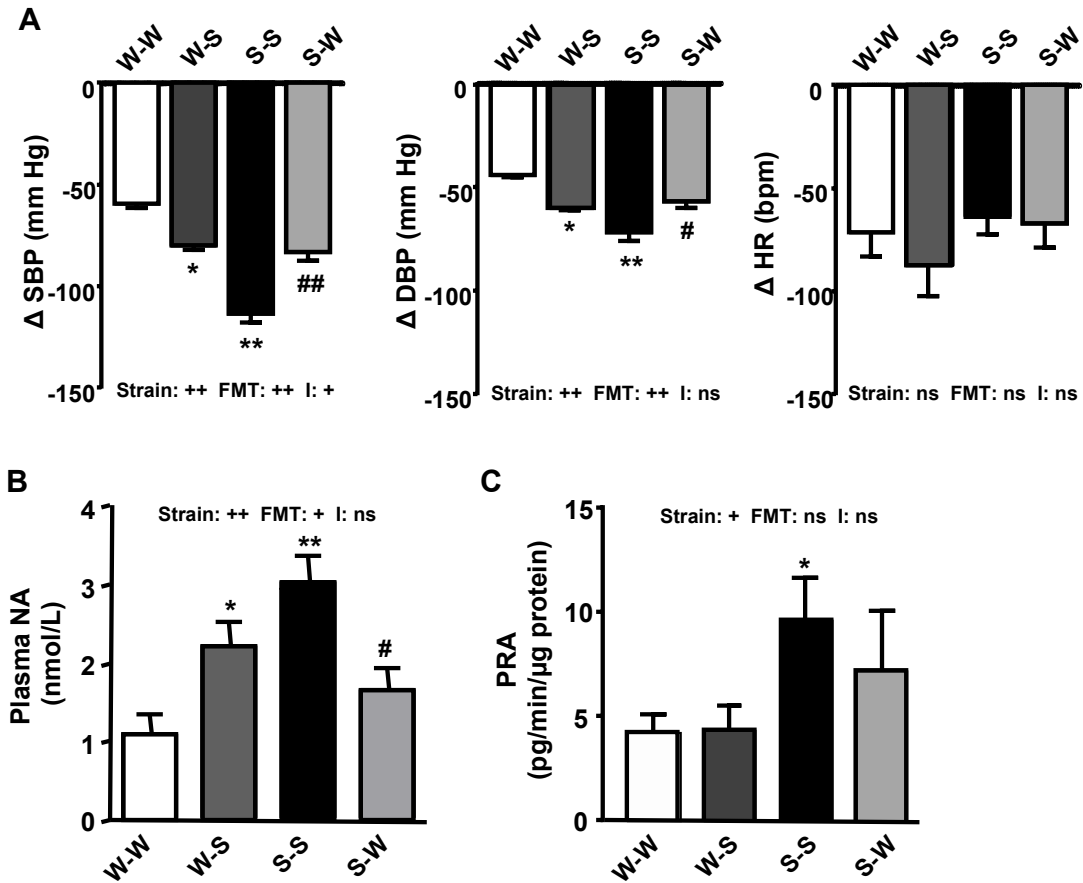 A
W-W W-S S-S S-W
0
-50
-100
-150
Δ SBP (mm Hg)
*
**
##
Strain: ++ FMT: ++ I: +
W-W W-S S-S S-W
0
-50
-100
-150
Δ DBP (mm Hg)
*
**
#
Strain: ++ FMT: ++ I: ns
W-W W-S S-S S-W
0
-50
-100
-150
Δ HR (bpm)
Strain: ns FMT: ns I: ns
B
Strain: ++ FMT: + I: ns
4
3
2
1
0
Plasma NA
(nmol/L)
*
**
#
W-W W-S S-S S-W
C
Strain: + FMT: ns I: ns
15
10
5
0
PRA
(pg/min/μg protein)
*
W-W W-S S-S S-W